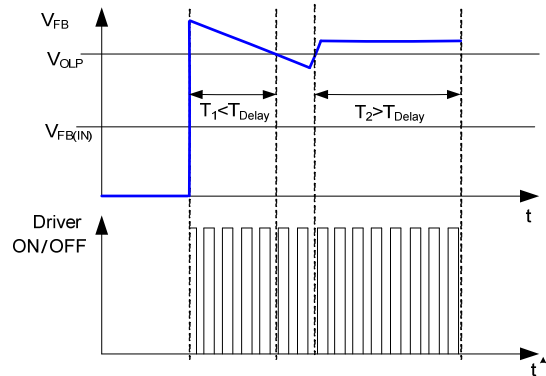 VFB
VOLP
T1<TDelay
T2>TDelay
VFB(IN)
t
Driver
ON/OFF
t